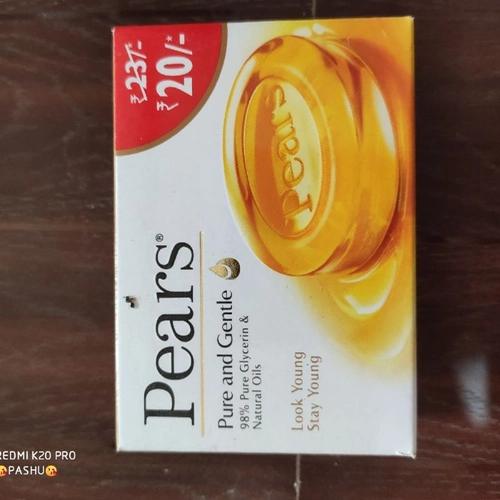 ₹ 23/-
₹ 20/-*
Pears®
Pure and Gentle
98% Pure Glycerin &
Natural Oils
Look Young
Stay Young
Pears
REDMI K20 PRO
😘PASHU😘